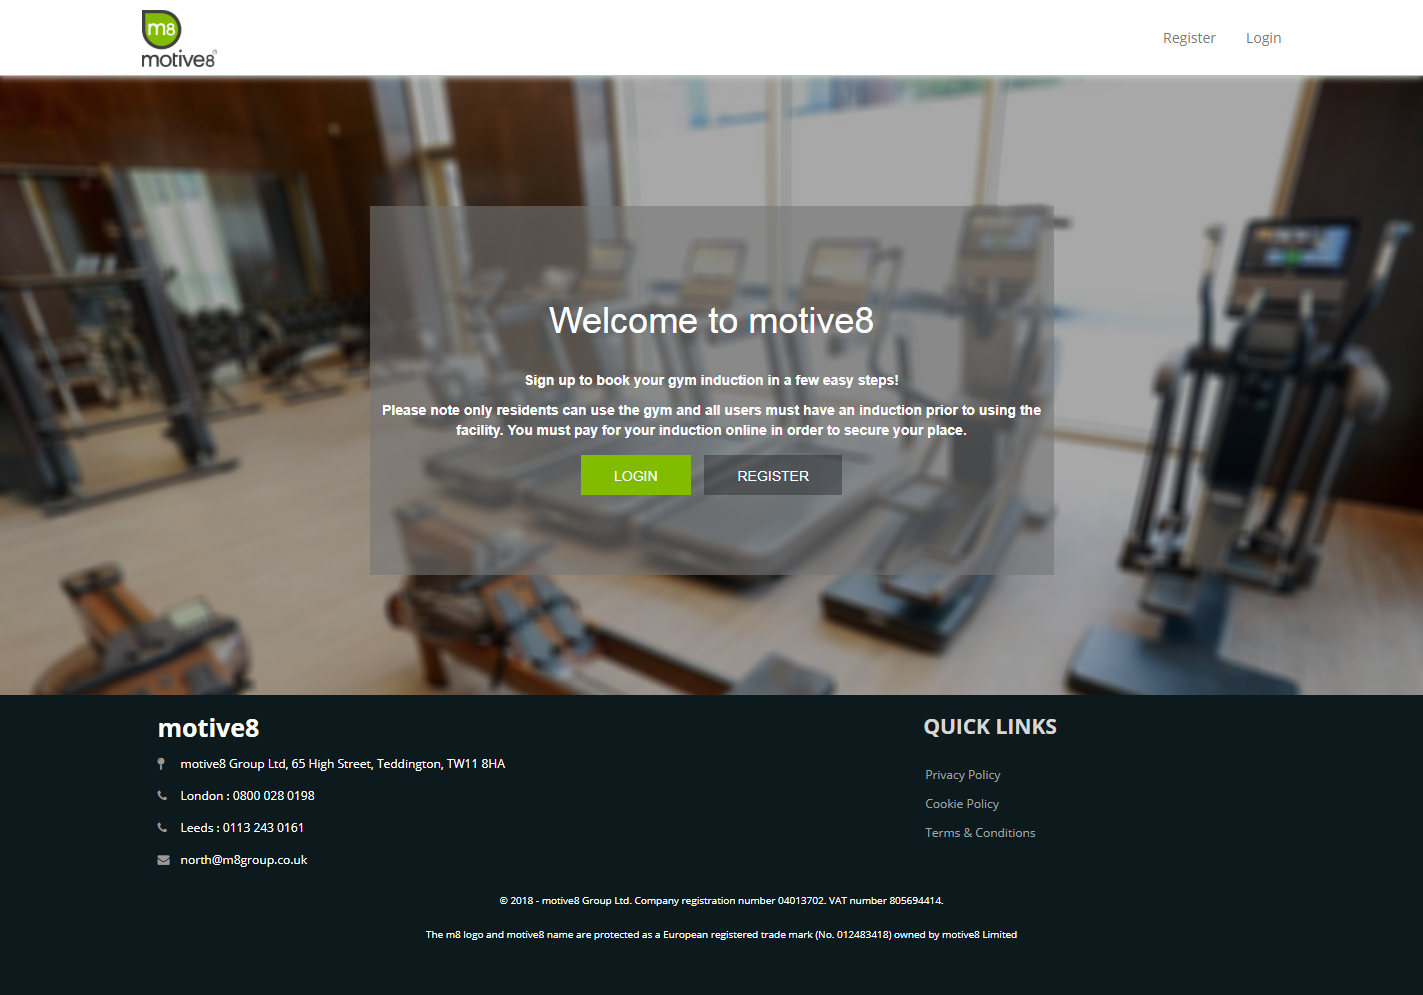 m8
motive8
Register
Login
Welcome to motive8
Sign up to book your gym induction in a few easy steps!
Please note only residents can use the gym and all users must have an induction prior to using the
facility. You must pay for your induction online in order to secure your place.
LOGIN
REGISTER
motive8
motive8 Group Ltd, 65 High Street, Teddington, TW11 8HA
London : 0800 028 0198
Leeds : 0113 243 0161
north@m8group.co.uk
QUICK LINKS
Privacy Policy
Cookie Policy
Terms & Conditions
© 2018 - motive8 Group Ltd. Company registration number 04013702. VAT number 805694414.
The m8 logo and motive8 name are protected as a European registered trade mark (No. 012483418) owned by motive8 Limited